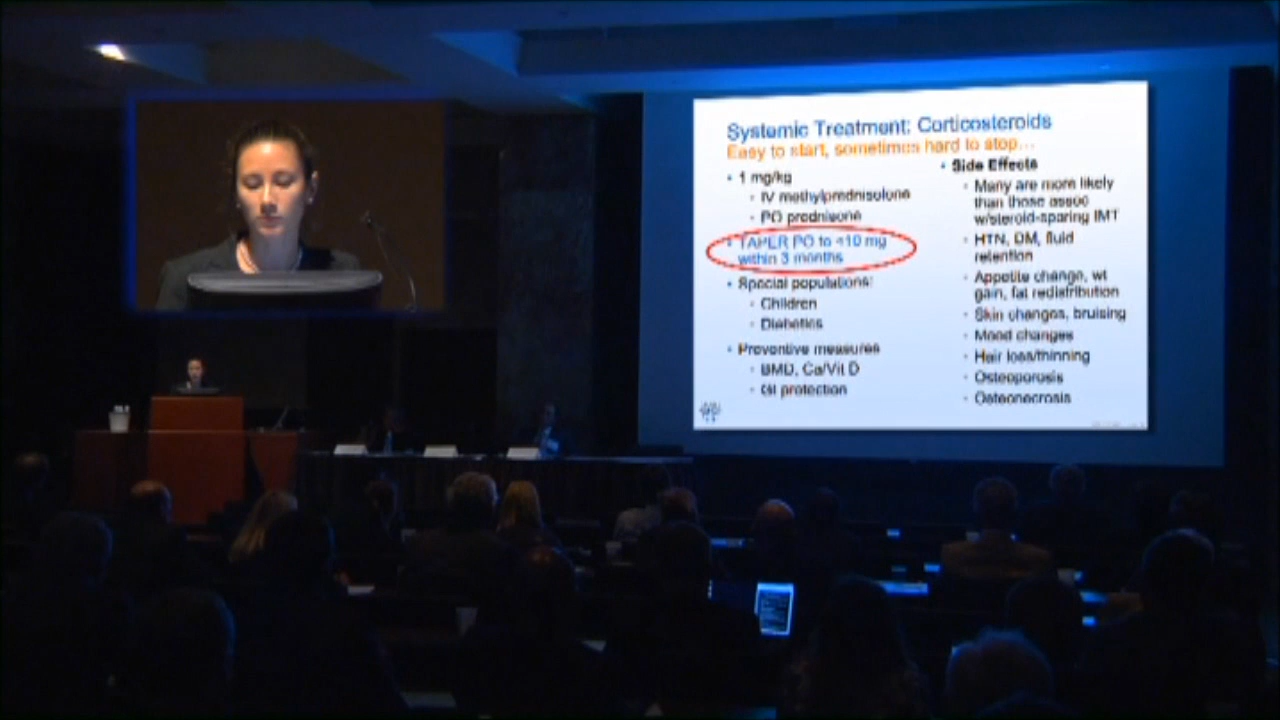 Systemic Treatment: Corticosteroids
Easy to start, sometimes hard to stop...
• 1 mg/kg
• IV methylprednisolone
• PO prednisone
• TAPER PO to <10 mg
within 3 months
• Special populations:
• Children
• Diabetics
• Preventive measures
• BMD, Ca/Vit D
• GI protection
• Side Effects
• Many are more likely
than those assoc
w/steroid-sparing IMT
• HTN, DM, fluid
retention
• Appetite change, wt
gain, fat redistribution
• Skin changes, bruising
• Mood changes
• Hair loss/thinning
• Osteoporosis
• Osteonecrosis